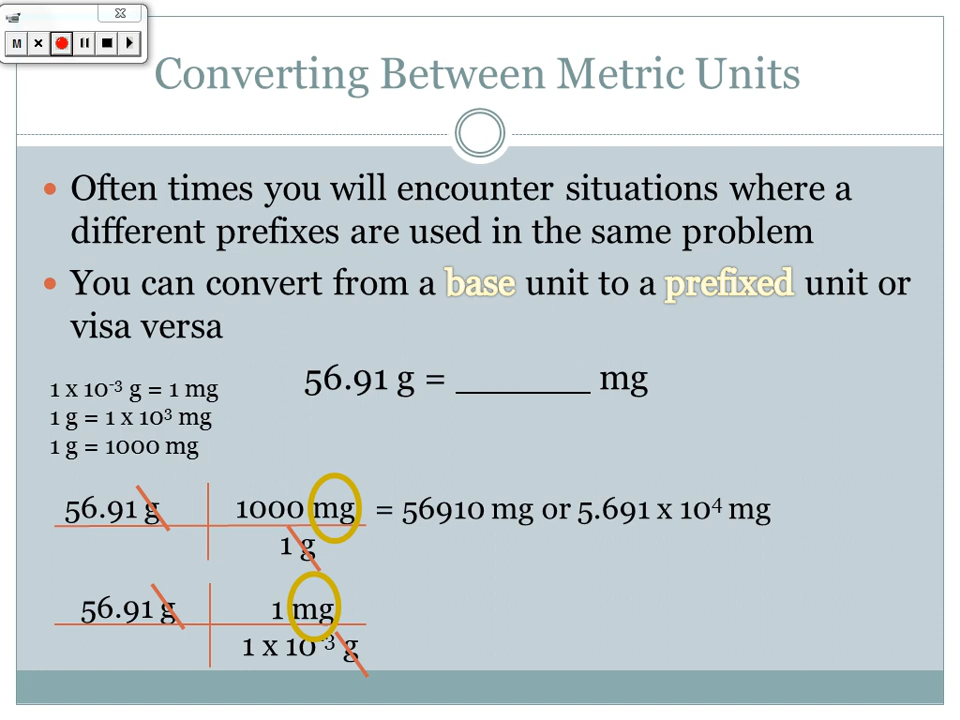 M
Converting Between Metric Units
• Often times you will encounter situations where a
different prefixes are used in the same problem
• You can convert from a base unit to a prefixed unit or
visa versa
56.91 g = ______ mg
1 x 10⁻³ g = 1 mg
1 g = 1 x 10³ mg
1 g = 1000 mg
56.91 g 1000 mg = 56910 mg or 5.691 x 10⁴ mg
1 g
56.91 g 1 mg
1 x 10⁻³ g